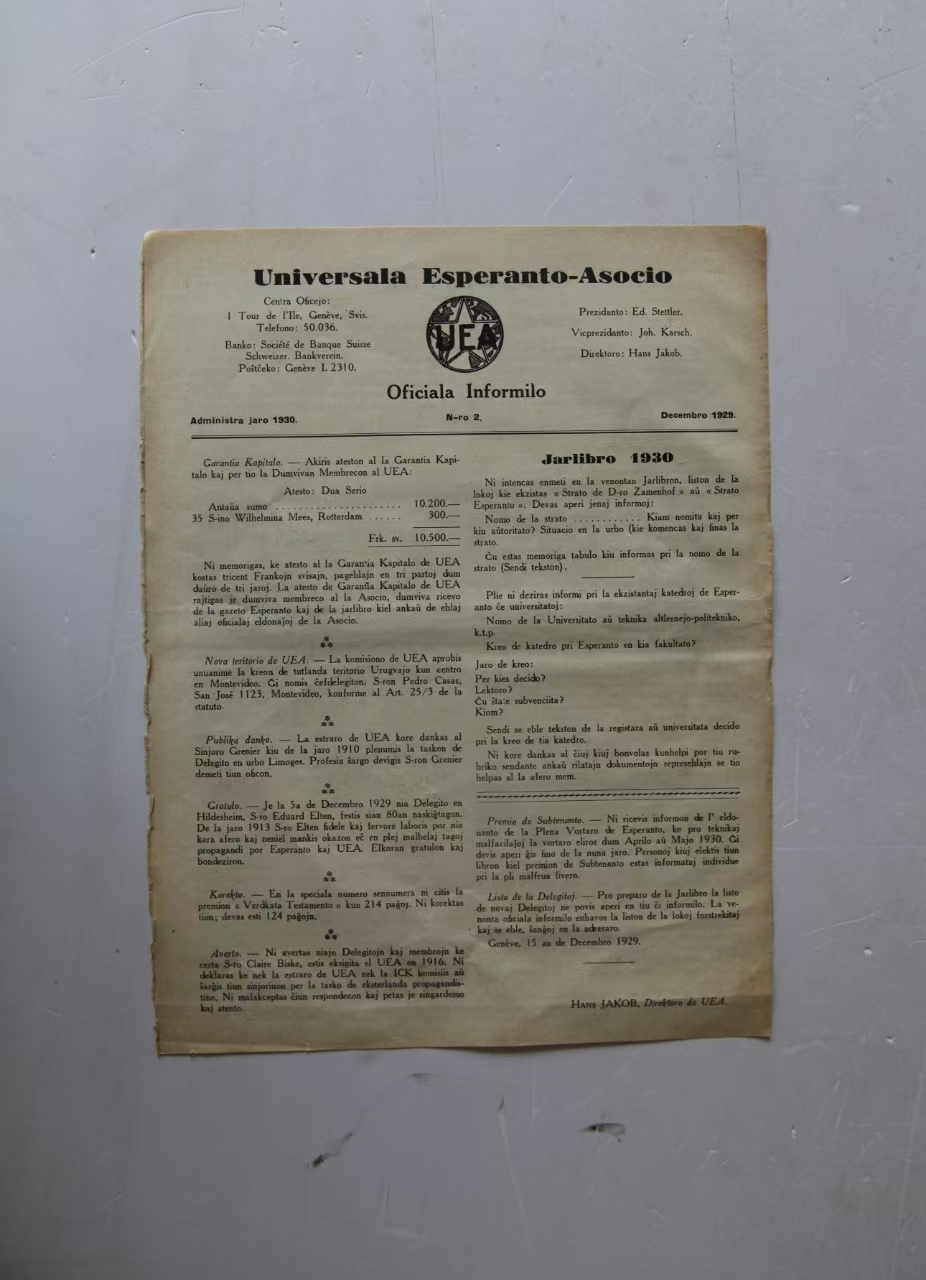 Universala Esperanto-Asocio
Centra Oficejo:
1 Tour de l'Ile, Genève, Svis.
Telefono: 50.036.
Banko: Société de Banque Suisse
Schweizer. Bankverein.
Poŝtĉeko: Genève I. 2310.
UEA
Prezidanto: Ed. Stettler.
Vicprezidanto: Joh. Karsch.
Direktoro: Hans Jakob.
Oficiala Informilo
Administra jaro 1930.
N-ro 2.
Decembro 1929.
Garantia Kapitalo. — Akiris ateston al la Garantia Kapi-
talo kaj per tio la Dumvivan Membrecon al UEA:
Atesto: Dua Serio
Antaŭa sumo . . . . . . . . . . . . . . . . . . . . 10.200.—
35 S-ino Wilhelmina Mees, Rotterdam . . . . . . 300.—
Frk. sv. 10.500.—
Ni memorigas, ke atesto al la Garantia Kapitalo de UEA
kostas tricent Frankojn svisajn, pageblajn en tri partoj dum
daŭro de tri jaroj. La atesto de Garantia Kapitalo de UEA
rajtigas je dumviva membreco al la Asocio, dumviva ricevo
de la gazeto Esperanto kaj de la jarlibro kiel ankaŭ de eblaj
aliaj oficialaj eldonaĵoj de la Asocio.
***
Nova teritorio de UEA. — La komisiono de UEA aprobis
unuanime la kreon de tutlanda teritorio Urugvajo kun centro
en Montevideo. Ĝi nomis ĉefdelegiton. S-ron Pedro Casas,
San José 1123, Montevideo, konforme al Art. 25/3 de la
statuto.
***
Publika danko. — La estraro de UEA kore dankas al
Sinjoro Grenier kiu de la jaro 1910 plenumis la taskon de
Delegito en urbo Limoges. Profesia ŝargo devigis S-ron Grenier
demeti tiun oficon.
***
Gratulo. — Je la 5a de Decembro 1929 nia Delegito en
Hildesheim, S-ro Eduard Elten, festis sian 80an naskiĝtagon.
De la jaro 1913 S-ro Elten fidele kaj fervore laboris por nia
kara afero kaj neniel mankis okazon eĉ en plej malhelaj tagoj
propagandi por Esperanto kaj UEA. Elkoran gratulon kaj
bondeziron.
***
Korekto. — En la speciala numero sennumera ni citis la
premion « Verdkata Testamento » kun 214 paĝoj. Ni korektas
tion; devas esti 124 paĝojn.
***
Averto. — Ni avertas niajn Delegitojn kaj membrojn ke
certa S-ro Claire Biske, estis eksigita el UEA en 1916. Ni
deklaras ke nek la estraro de UEA nek la ICK komisiis aŭ
ŝarĝis tiun sinjorinon per la tasko de eksterlanda propagandis-
tino. Ni malakceptas ĉiun respondecon kaj petas je singardemo
kaj atento.
Jarlibro 1930
Ni intencas enmeti en la venontan Jarlibron, liston de la
lokoj kie ekzistas « Strato de D-ro Zamenhof » aŭ « Strato
Esperanto ». Devas aperi jenaj informoj:
Nomo de la strato . . . . . . . . . . . . Kiam nomita kaj per
kiu aŭtoritato? Situacio en la urbo (kie komencas kaj finas la
strato.
Ĉu estas memoriga tabulo kiu informas pri la nomo de la
strato (Sendi tekston).
Plie ni deziras informi pri la ekzistantaj katedroj de Esper-
anto ĉe universitatoj:
Nomo de la Universitato aŭ teknika altlernejo-politekniko,
k.t.p.
Kreo de katedro pri Esperanto en kia fakultato?
Jaro de kreo:
Per kies decido?
Lektoro?
Ĉu ŝtate subvenciita?
Kiom?
Sendi se eble tekston de la registara aŭ universitata decido
pri la kreo de tia katedro.
Ni kore dankas al ĉiuj kiuj bonvolas kunhelpi por tiu ru-
briko sendante ankaŭ rilatajn dokumentojn represeblajn se tio
helpas al la afero mem.
Premio de Subtenanto. — Ni ricevis informon de l' eldo-
nanto de la Plena Vortaro de Esperanto, ke pro teknikaj
malfacilaĵoj la vortaro eliros dum Aprilo aŭ Majo 1930. Ĝi
devis aperi ĝis fino de la nuna jaro. Personoj kiuj elektis tiun
libron kiel premion de Subtenanto estas informataj individue
pri la pli malfrua livero.
Listo de la Delegitoj. — Pro preparo de la Jarlibro la listo
de novaj Delegitoj ne povis aperi en tiu ĉi informilo. La ve-
nonta oficiala informilo enhavos la liston de la lokoj forstrekitaj
kaj se eble, ŝanĝoj en la adresaro.
Genève, 15 an de Decembro 1929.
HANS JAKOB, Direktoro de UEA.